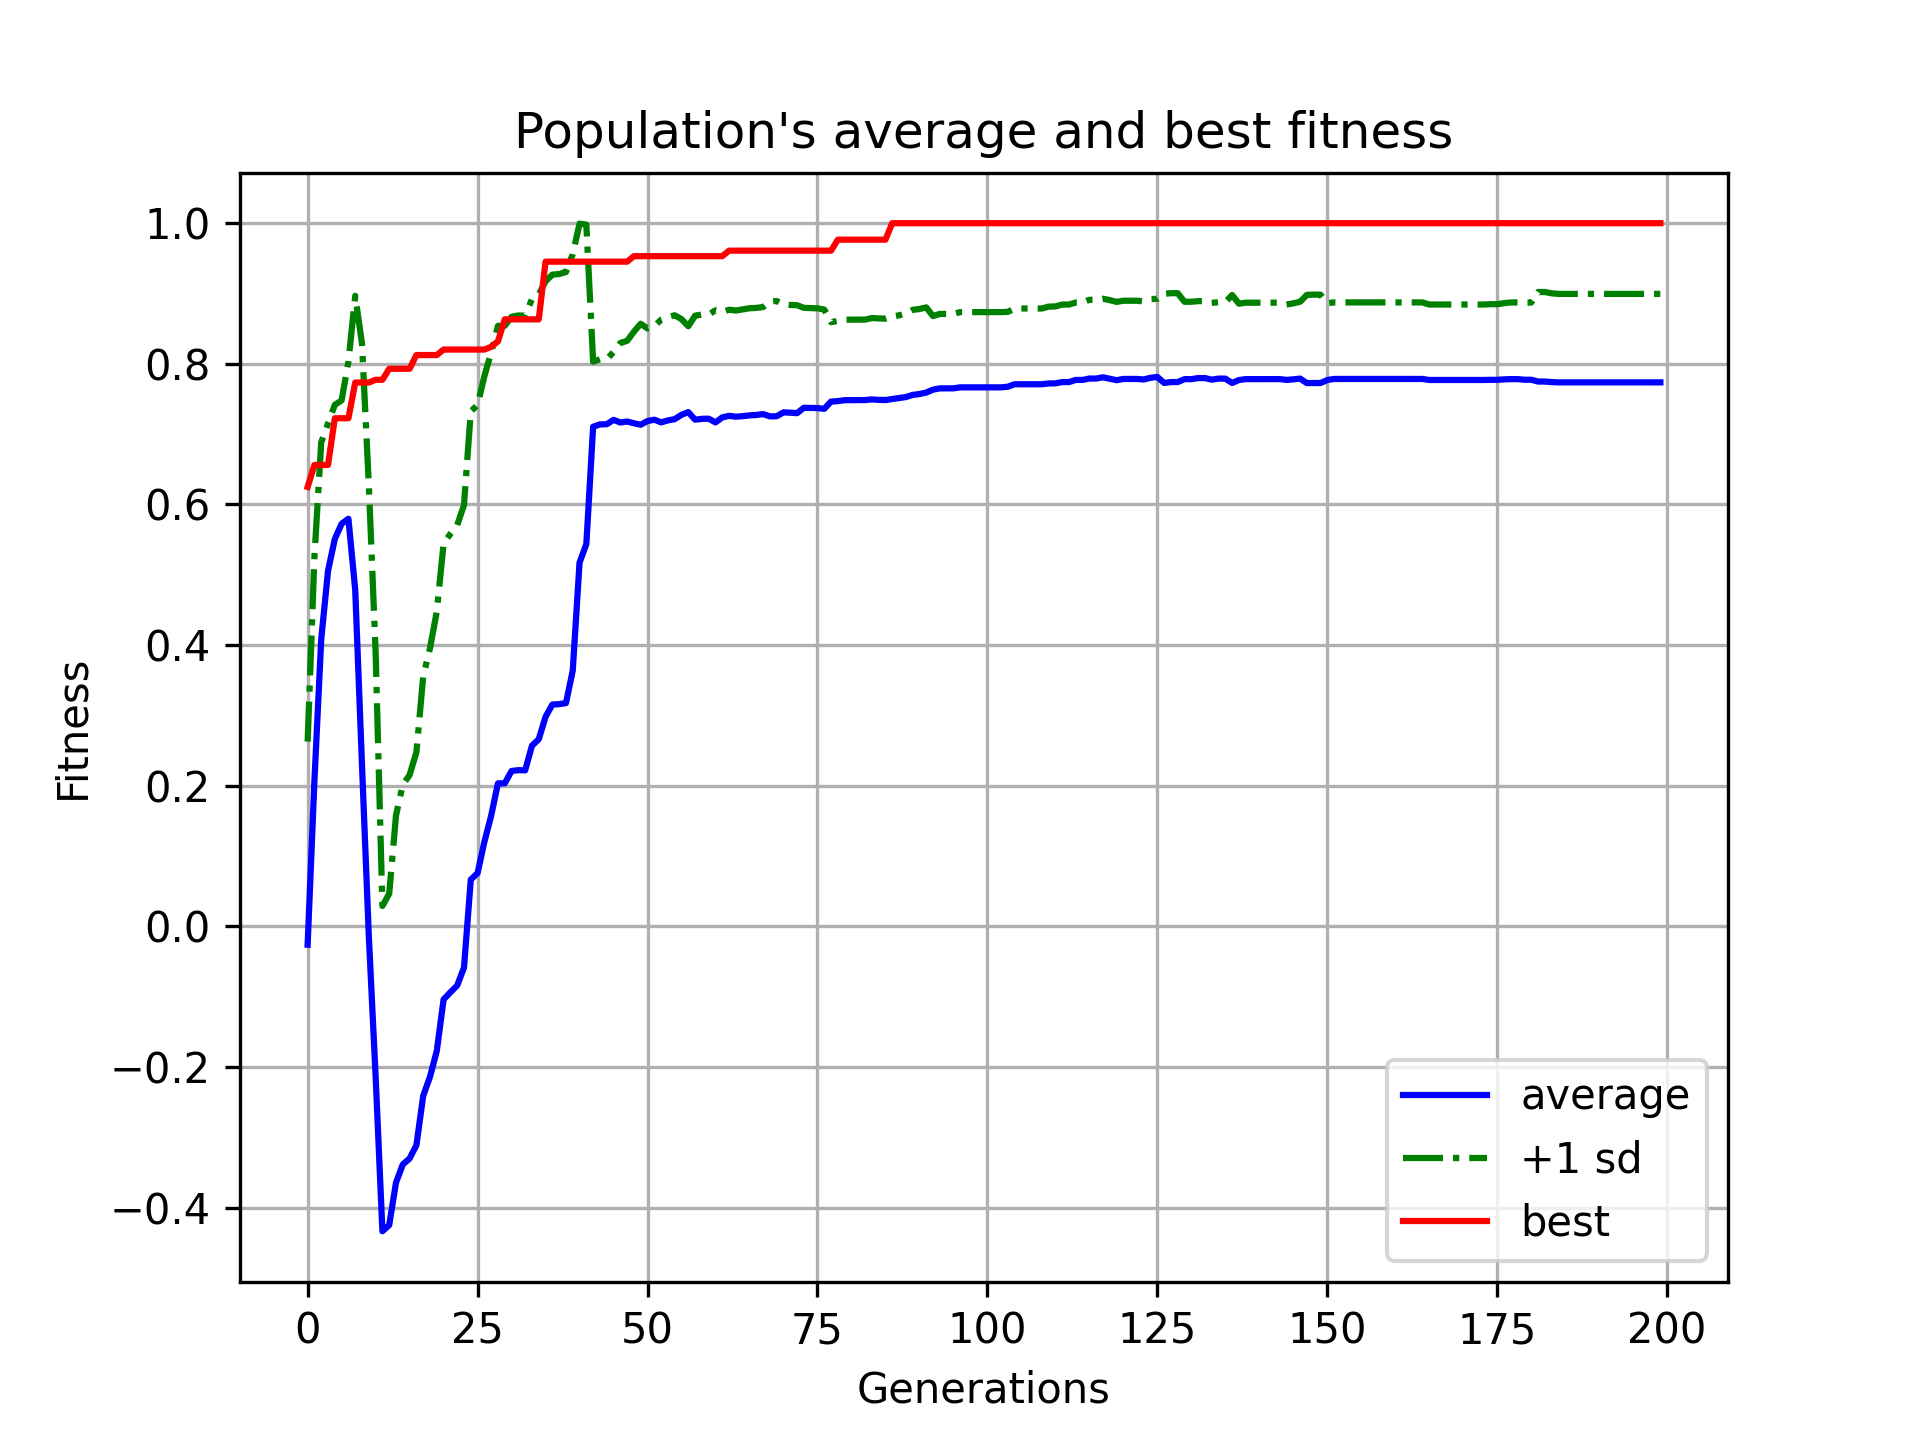 Population's average and best fitness
1.0
0.8
0.6
0.4
0.2
0.0
−0.2
−0.4
Fitness
0 25 50 75 100 125 150 175 200
Generations
average
+1 sd
best